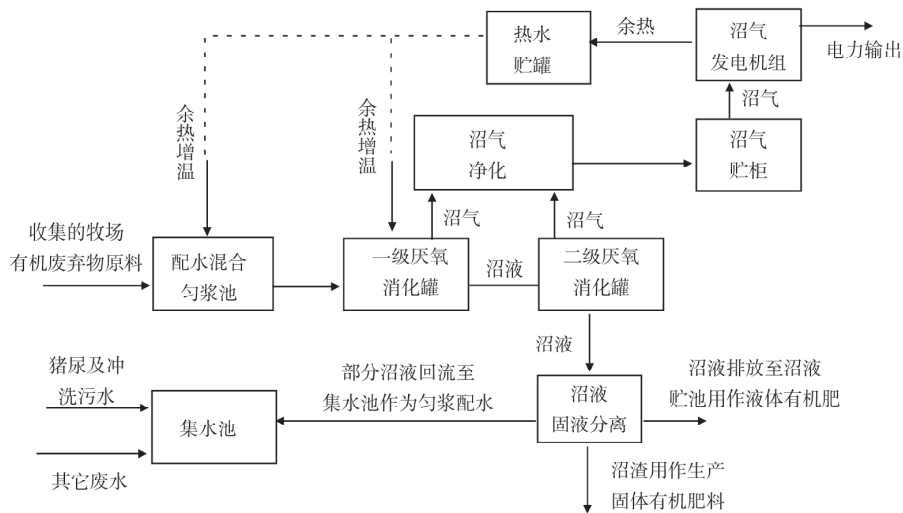 热水
贮罐
余热
沼气
发电机组
电力输出
沼气
余热增温
余热增温
沼气
净化
沼气
贮柜
沼气
沼气
收集的牧场
有机废弃物原料
配水混合
匀浆池
一级厌氧
消化罐
沼液
二级厌氧
消化罐
沼液
猪尿及冲
洗污水
集水池
其它废水
部分沼液回流至
集水池作为匀浆配水
沼液
固液分离
沼液排放至沼液
贮池用作液体有机肥
沼渣用作生产
固体有机肥料